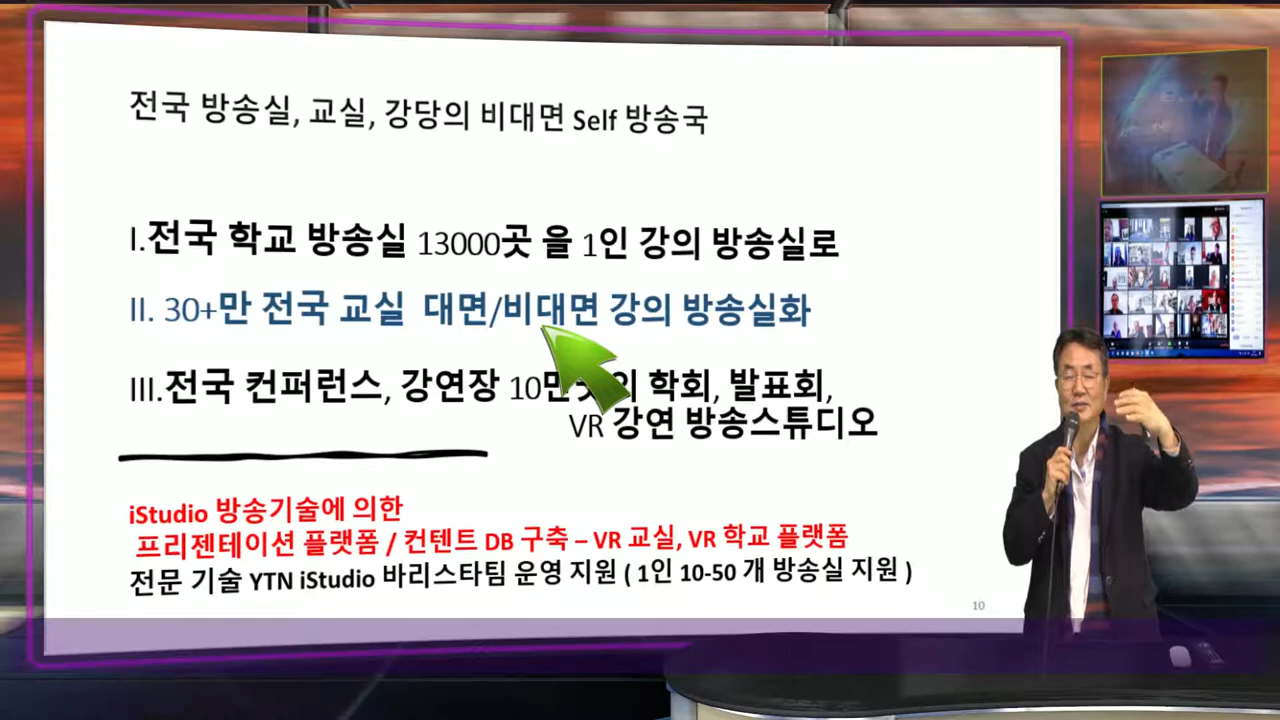 전국 방송실, 교실, 강당의 비대면 Self 방송국
I.전국 학교 방송실 13000곳 을 1인 강의 방송실로
II. 30+만 전국 교실 대면/비대면 강의 방송실화
III.전국 컨퍼런스, 강연장 학회, 발표회,
VR 강연 방송스튜디오
iStudio 방송기술에 의한
프리젠테이션 플랫폼 / 컨텐트 DB 구축 – VR 교실, VR 학교 플랫폼
전문 기술 YTN iStudio 바리스타팀 운영 지원 ( 1인 10-50 개 방송실 지원 )
10